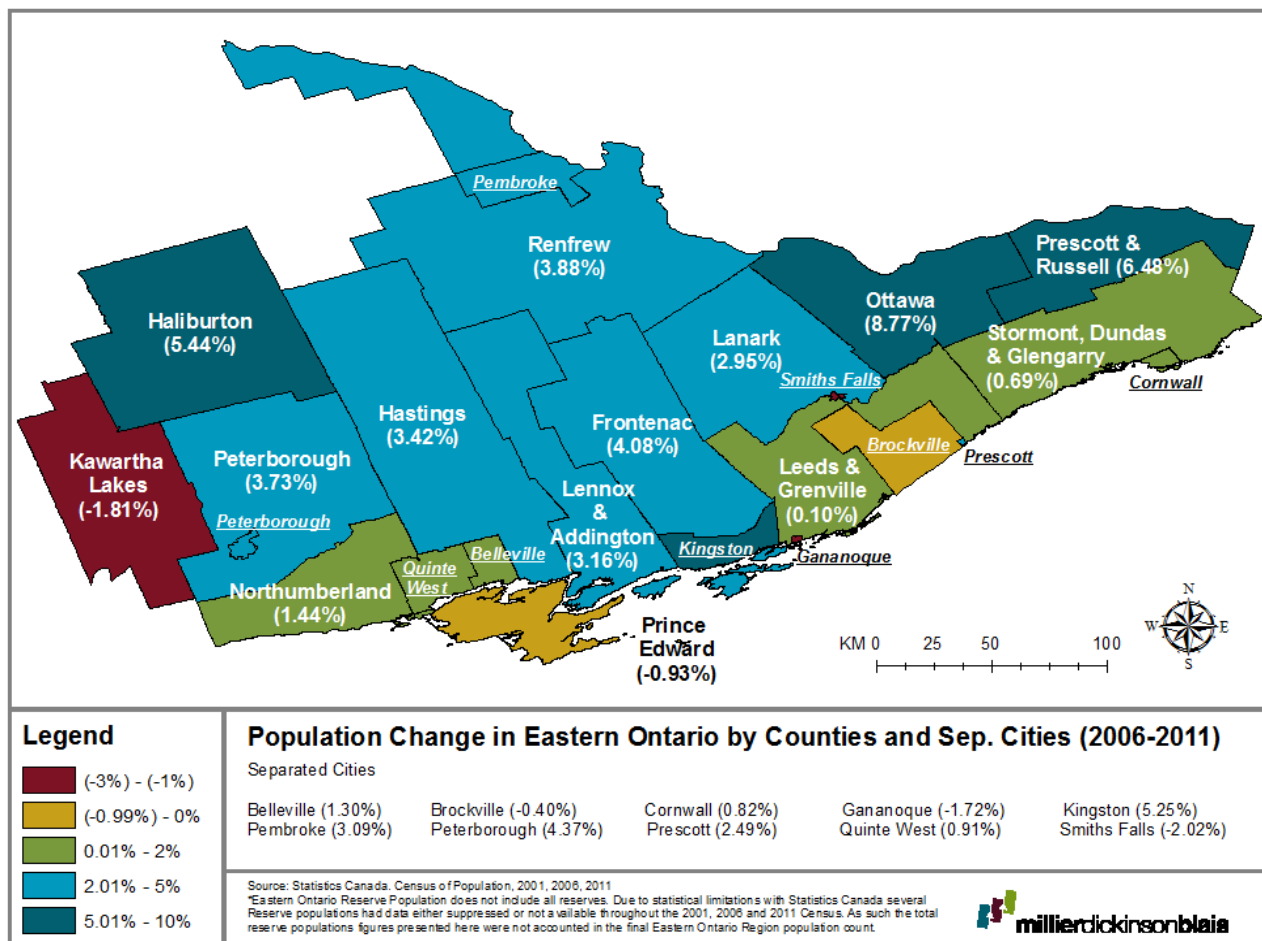 Pembroke
Renfrew
(3.88%)
Prescott &
Russell (6.48%)
Ottawa
(8.77%)
Haliburton
(5.44%)
Lanark
(2.95%)
Stormont, Dundas
& Glengarry
(0.69%)
Smiths Falls
Cornwall
Hastings
(3.42%)
Frontenac
(4.08%)
Brockville
Prescott
Kawartha
Lakes
(-1.81%)
Peterborough
(3.73%)
Peterborough
Leeds &
Grenville
(0.10%)
Lennox
&
Addington
(3.16%)
Kingston
Gananoque
Belleville
Quinte
West
Northumberland
(1.44%)
Prince
Edward
(-0.93%)
N
W E
S
KM 0 25 50 100
Legend
(-3%) - (-1%)
(-0.99%) - 0%
0.01% - 2%
2.01% - 5%
5.01% - 10%
Population Change in Eastern Ontario by Counties and Sep. Cities (2006-2011)
Separated Cities
Belleville (1.30%) Brockville (-0.40%) Cornwall (0.82%) Gananoque (-1.72%) Kingston (5.25%)
Pembroke (3.09%) Peterborough (4.37%) Prescott (2.49%) Quinte West (0.91%) Smiths Falls (-2.02%)
Source: Statistics Canada. Census of Population, 2001, 2006, 2011
*Eastern Ontario Reserve Population does not include all reserves. Due to statistical limitations with Statistics Canada several
Reserve populations had data either suppressed or not available throughout the 2001, 2006 and 2011 Census. As such the total
reserve populations figures presented here were not accounted in the final Eastern Ontario Region population count.
millierdickinsonblais